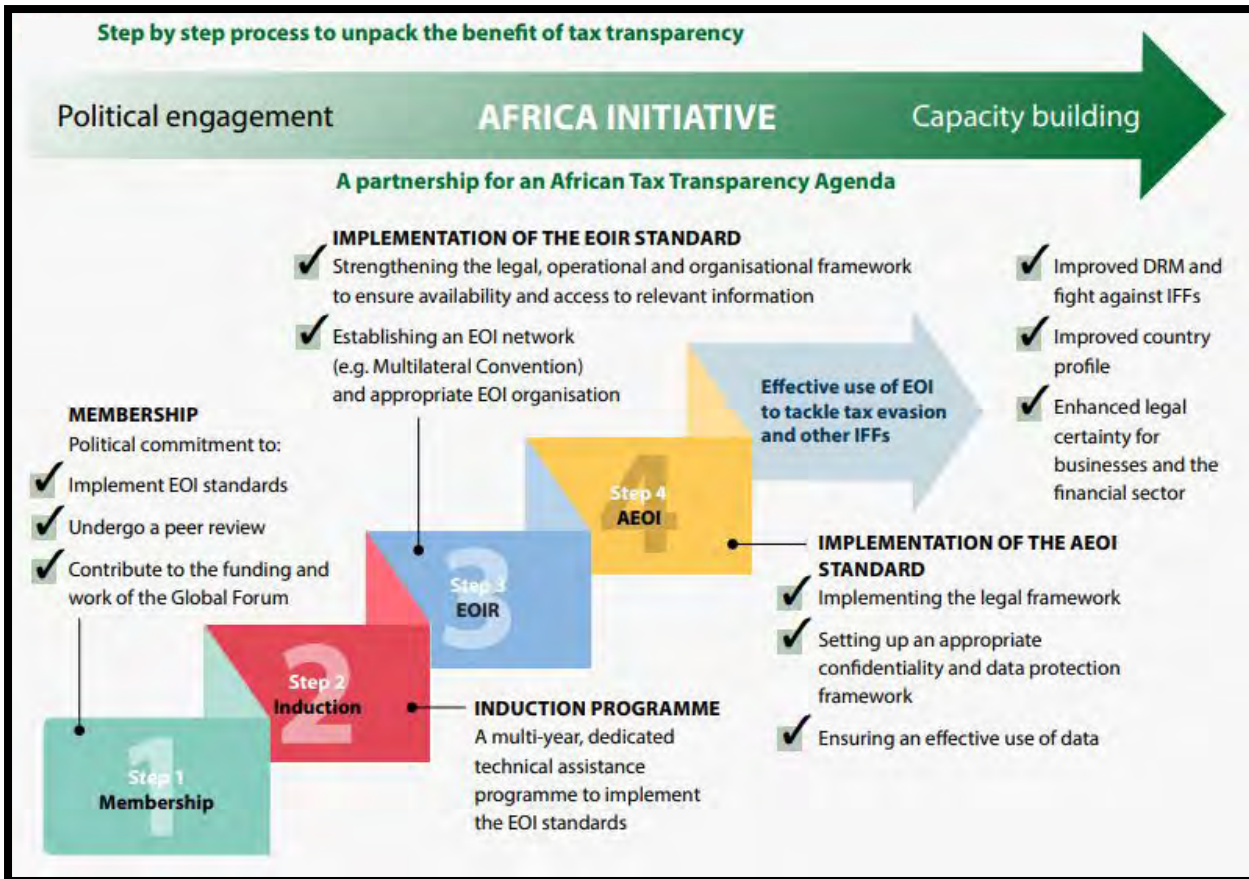 Step by step process to unpack the benefit of tax transparency
Political engagement
AFRICA INITIATIVE
Capacity building
A partnership for an African Tax Transparency Agenda
IMPLEMENTATION OF THE EOIR STANDARD
Strengthening the legal, operational and organisational framework
to ensure availability and access to relevant information
Establishing an EOI network
(e.g. Multilateral Convention)
and appropriate EOI organisation
Improved DRM and
fight against IFFs
Improved country
profile
Enhanced legal
certainty for
businesses and the
financial sector
Effective use of EOI
to tackle tax evasion
and other IFFs
MEMBERSHIP
Political commitment to:
Implement EOI standards
Undergo a peer review
Contribute to the funding and
work of the Global Forum
4
Step 4
AEOI
IMPLEMENTATION OF THE AEOI
STANDARD
Implementing the legal framework
Setting up an appropriate
confidentiality and data protection
framework
Ensuring an effective use of data
3
Step 3
EOIR
2
Step 2
Induction
INDUCTION PROGRAMME
A multi-year, dedicated
technical assistance
programme to implement
the EOI standards
1
Step 1
Membership